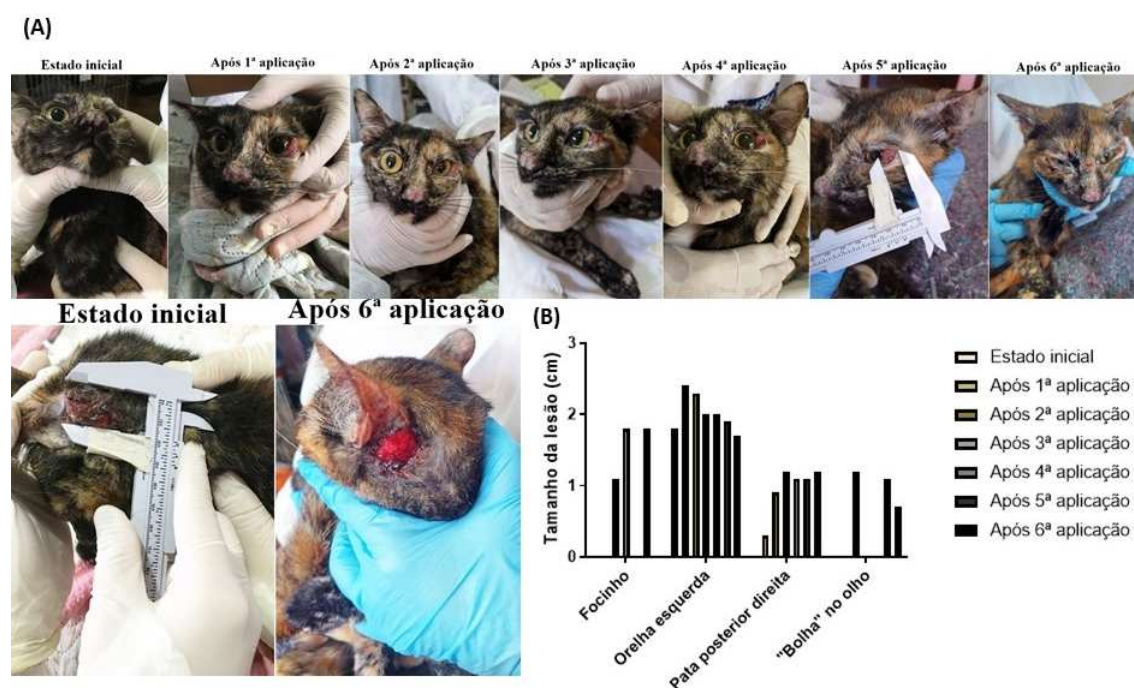 (A)
Estado inicial
Após 1ª aplicação
Após 2ª aplicação
Após 3ª aplicação
Após 4ª aplicação
Após 5ª aplicação
Após 6ª aplicação
Estado inicial
Após 6ª aplicação
(B)
Tamanho da lesão (cm)
3
2
1
0
Focinho
Orelha esquerda
Pata posterior direita
"Bolha" no olho
Estado inicial
Após 1ª aplicação
Após 2ª aplicação
Após 3ª aplicação
Após 4ª aplicação
Após 5ª aplicação
Após 6ª aplicação